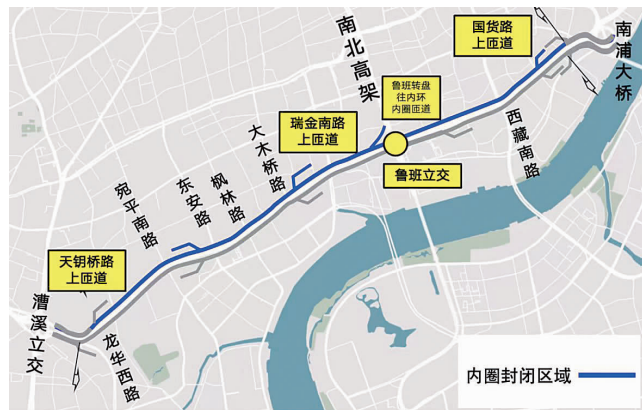 国货路
上匝道
南浦大桥
南北高架
鲁班转盘
往内环
内圈匝道
瑞金南路
上匝道
大木桥路
鲁班立交
西藏南路
枫林路
东安路
宛平南路
天钥桥路
上匝道
漕溪立交
龙华西路
内圈封闭区域